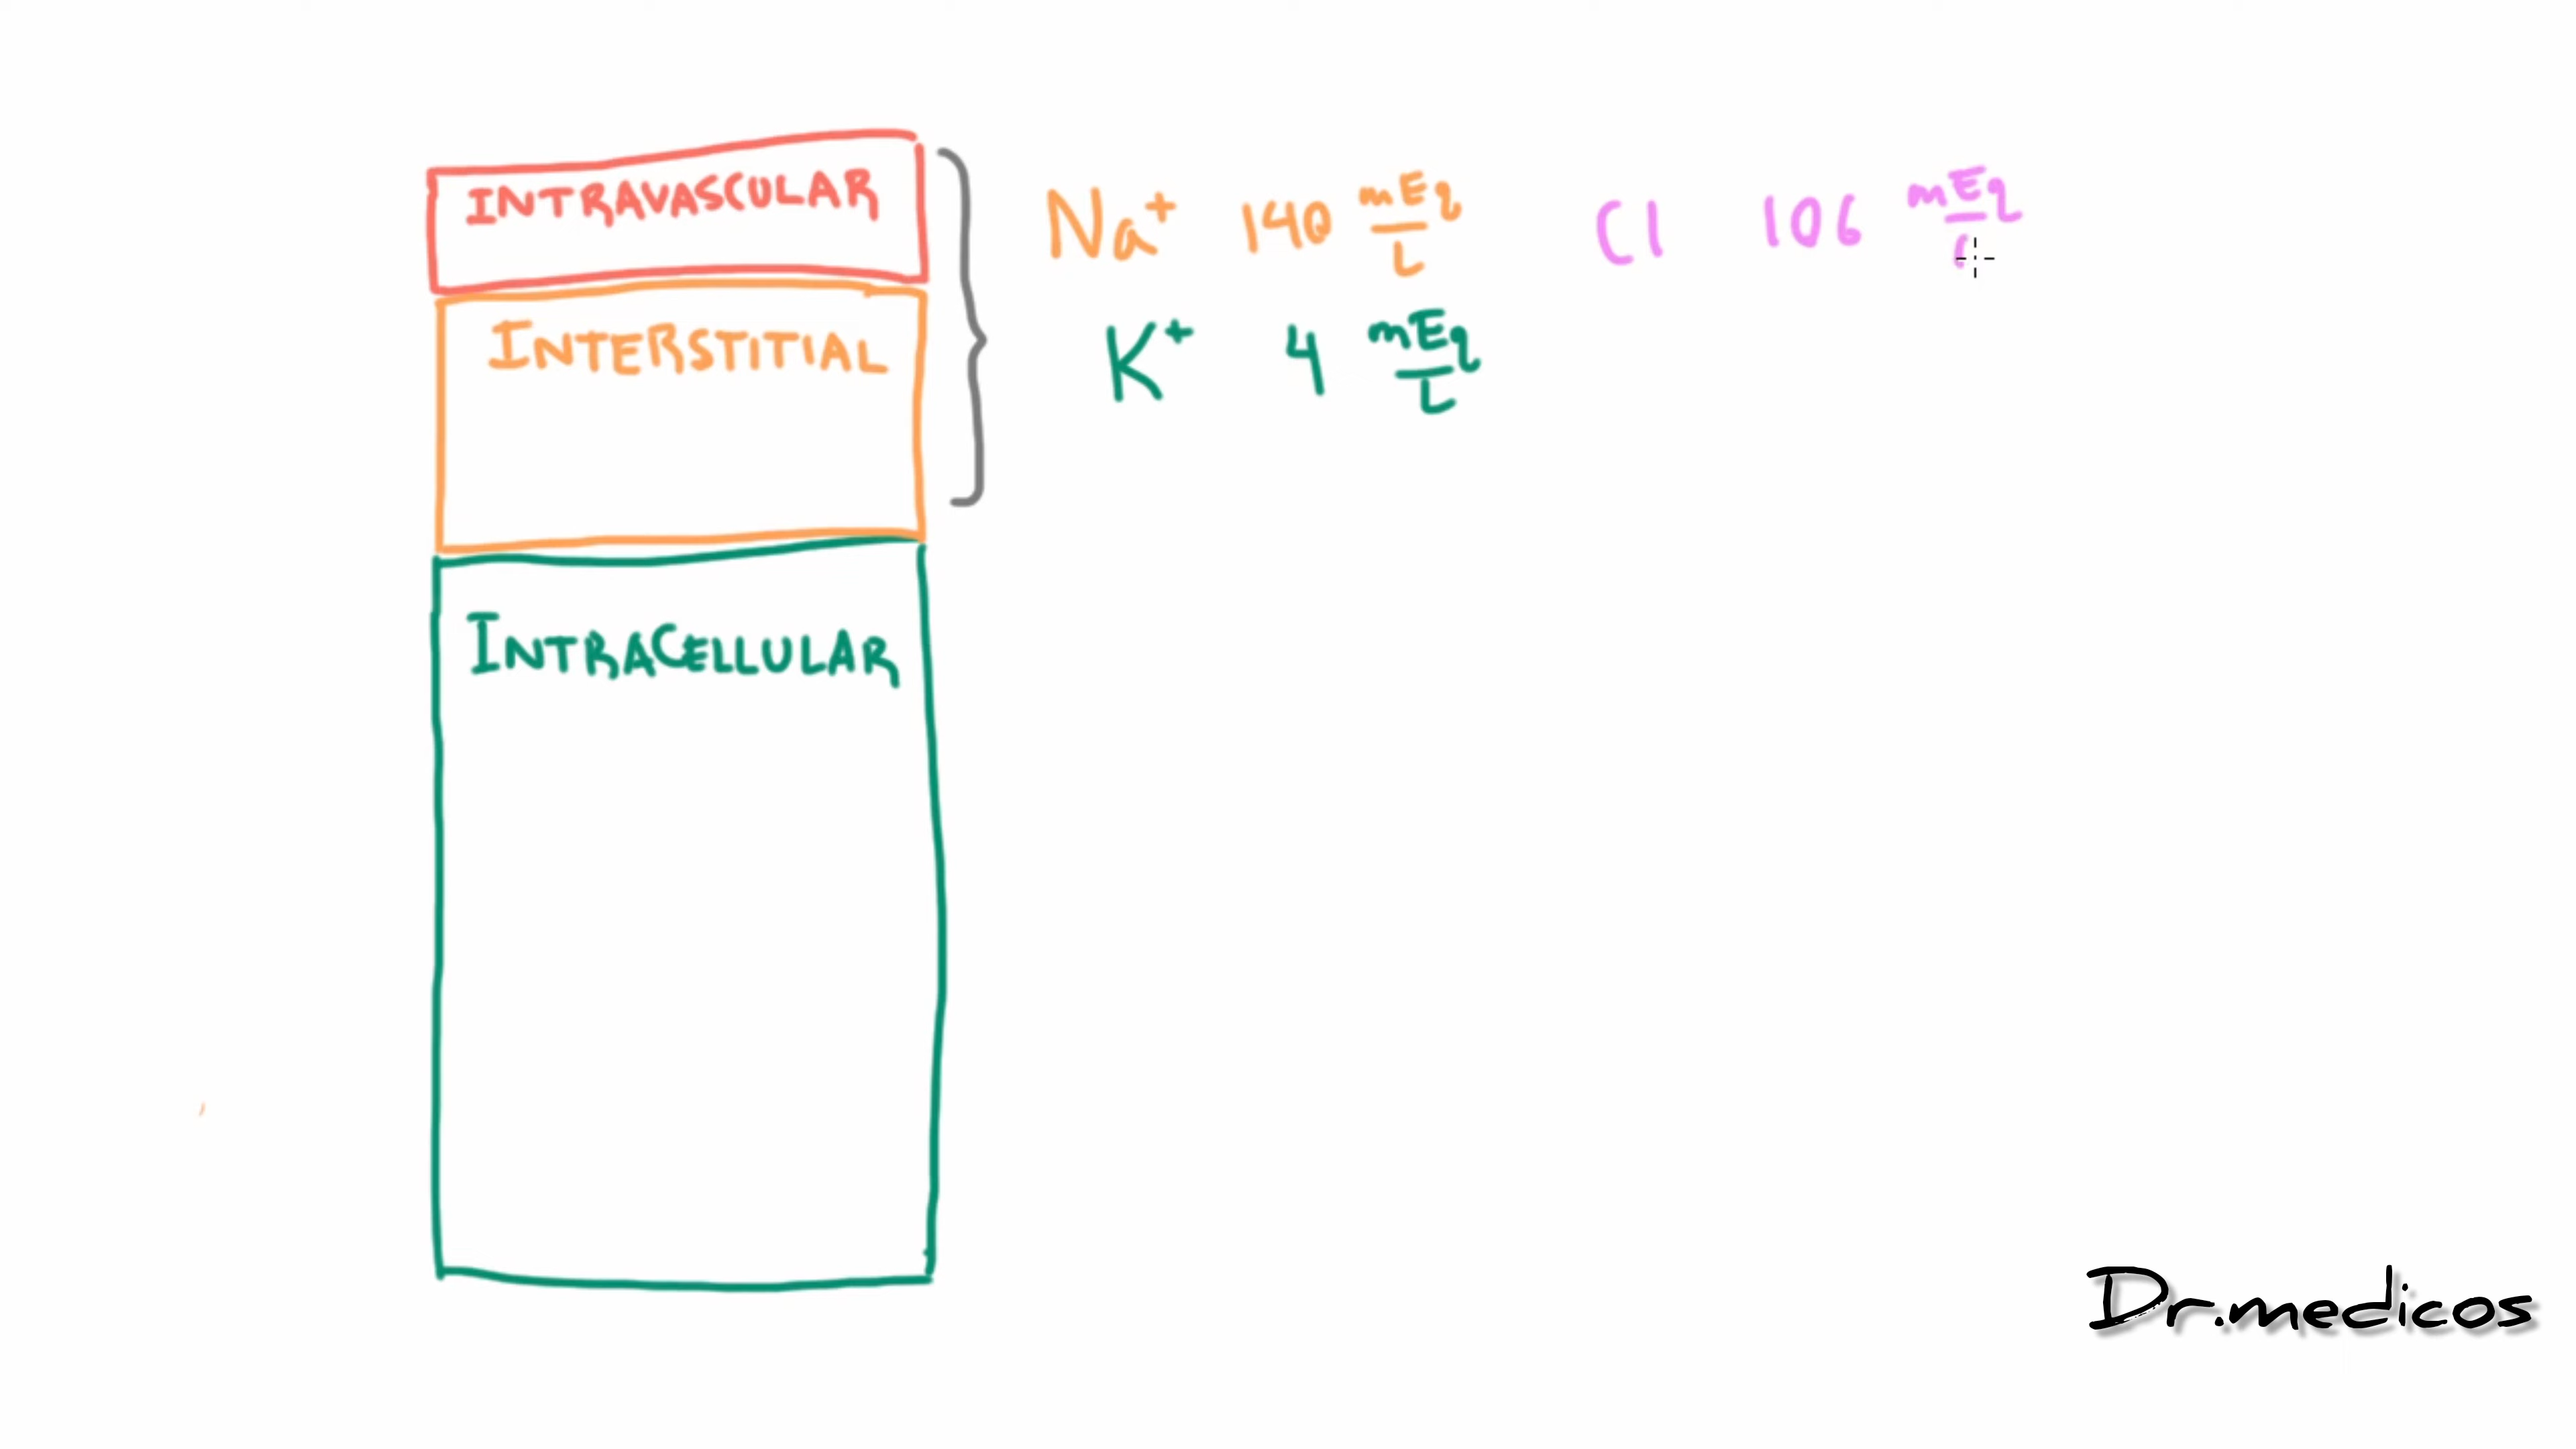 INTRAVASCULAR
Na+ 140 mEq/L Cl 106 mEq/
INTERSTITIAL
K+ 4 mEq/L
INTRACELLULAR
Dr.medicos